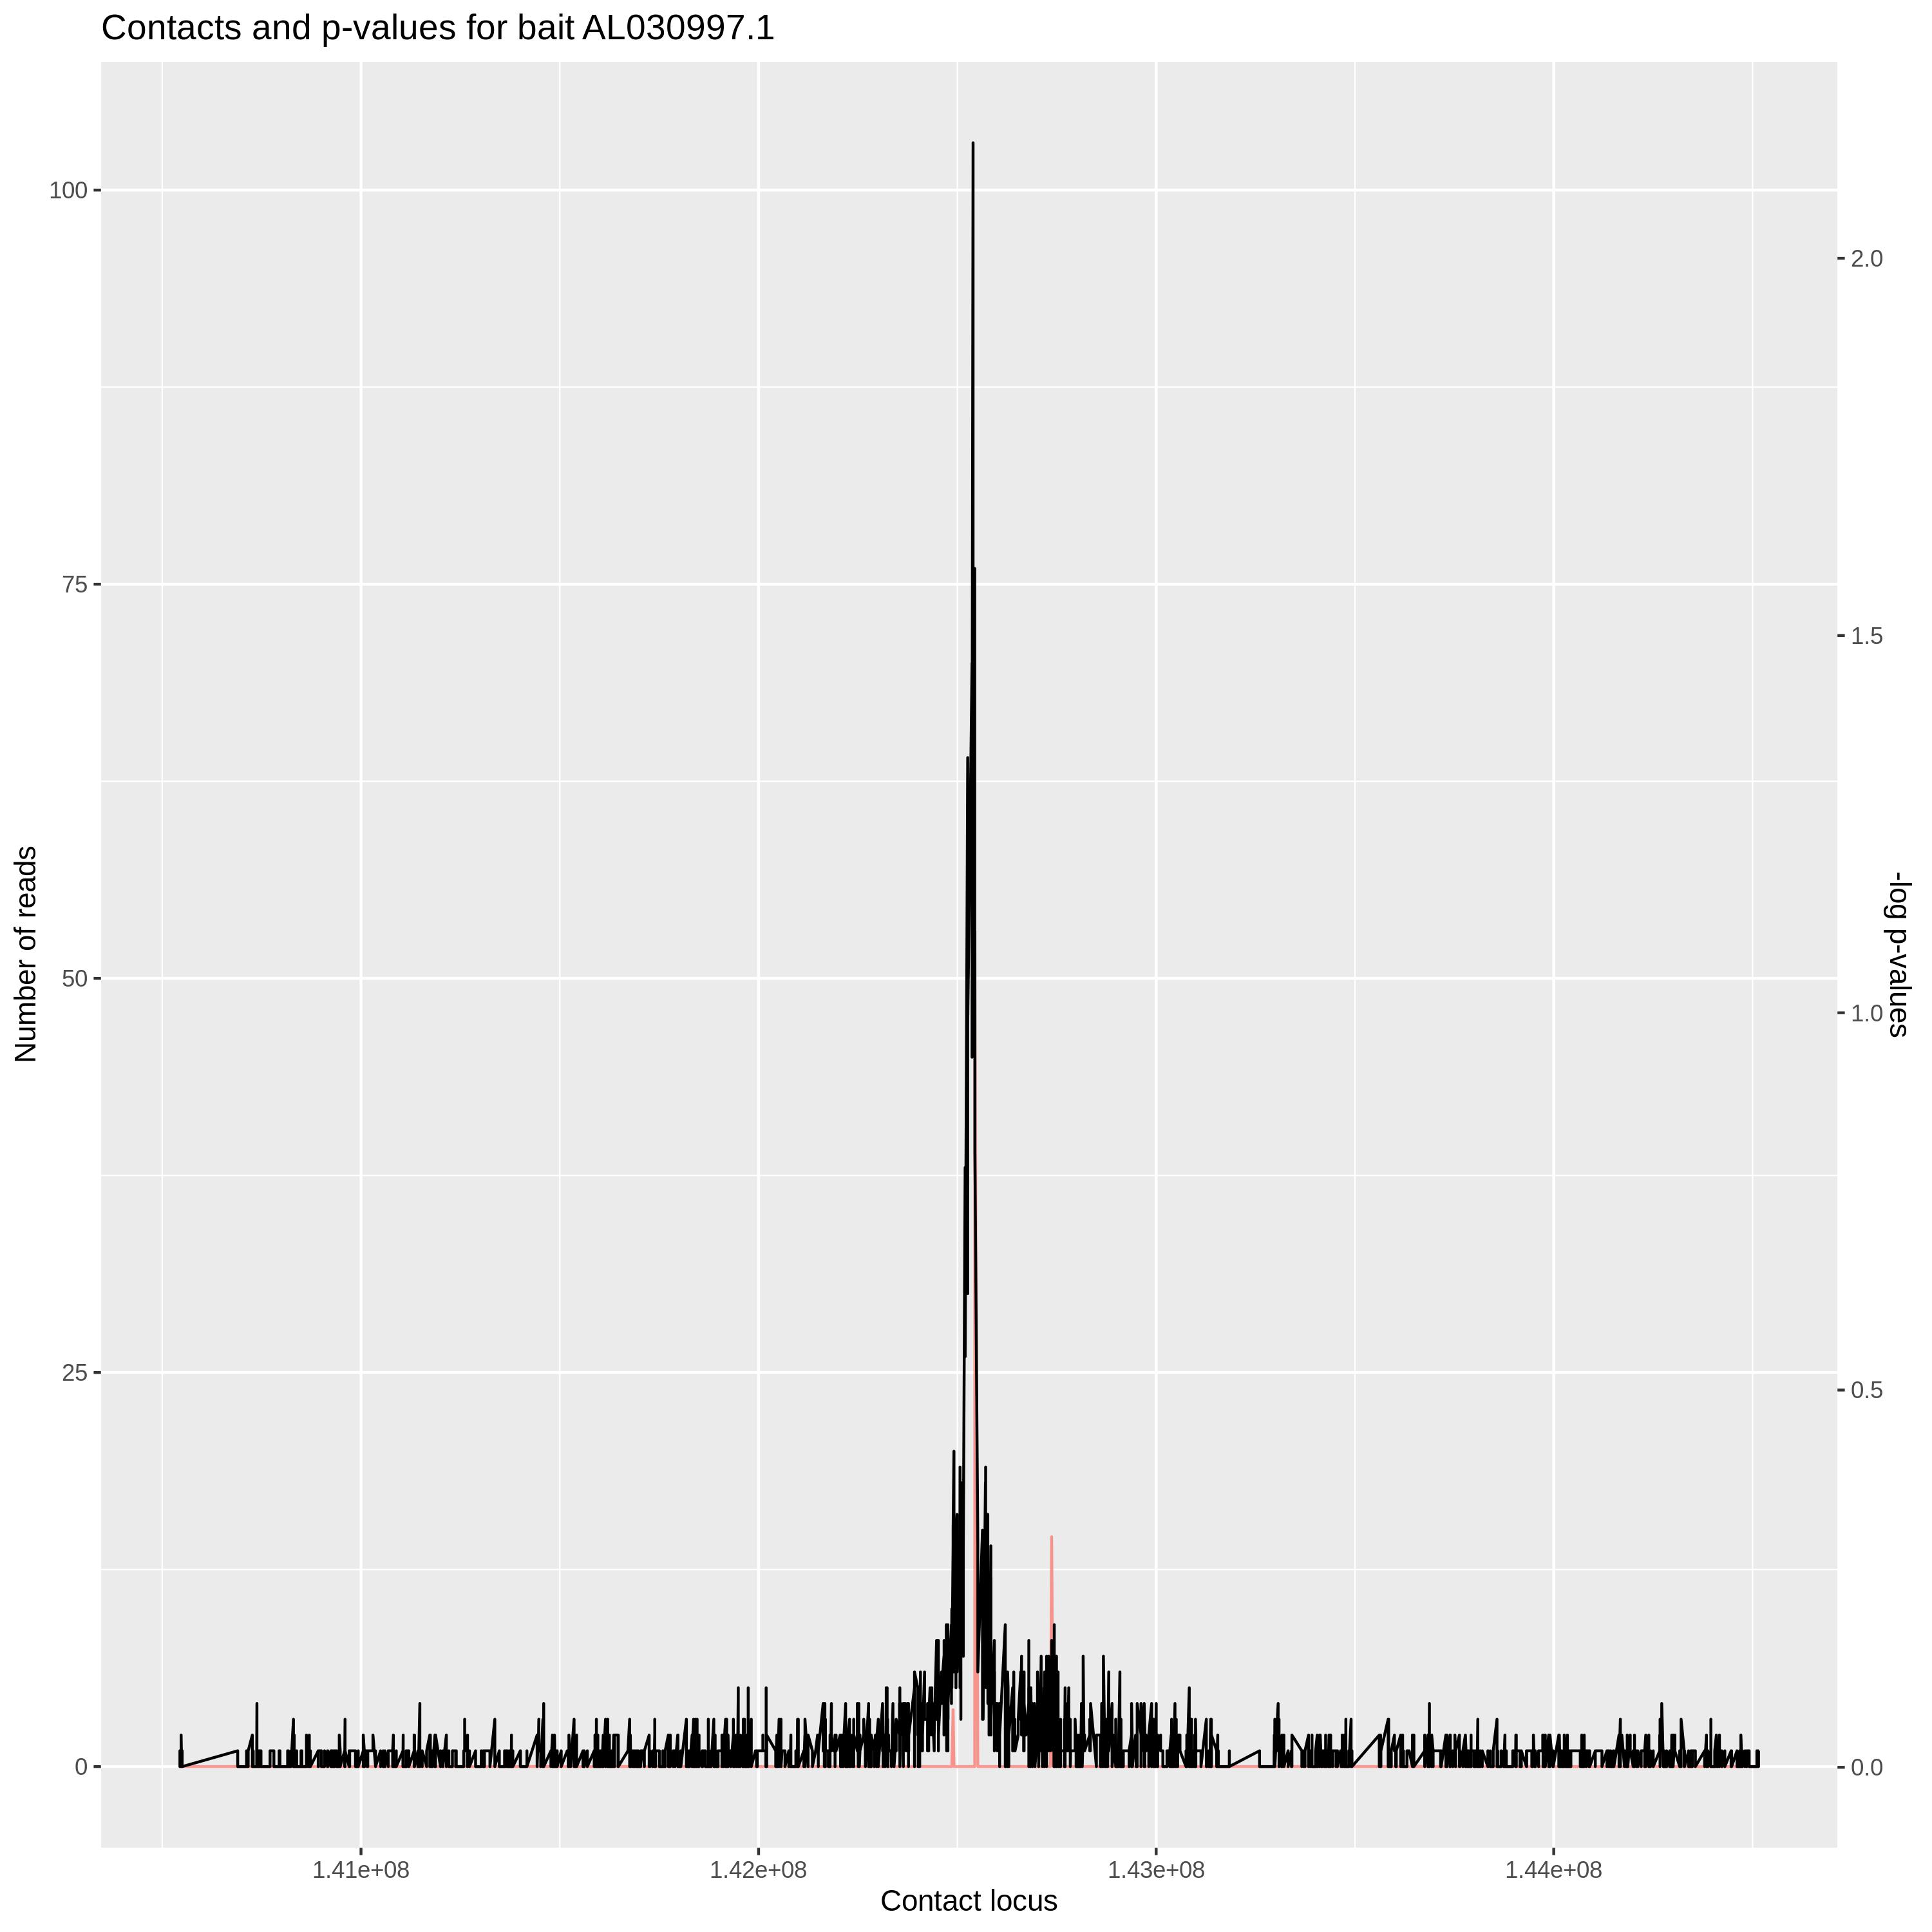 Contacts and p-values for bait AL030997.1
100
75
50
25
0
Number of reads
2.0
1.5
1.0
0.5
0.0
-log p-values
1.41e+08
1.42e+08
1.43e+08
1.44e+08
Contact locus